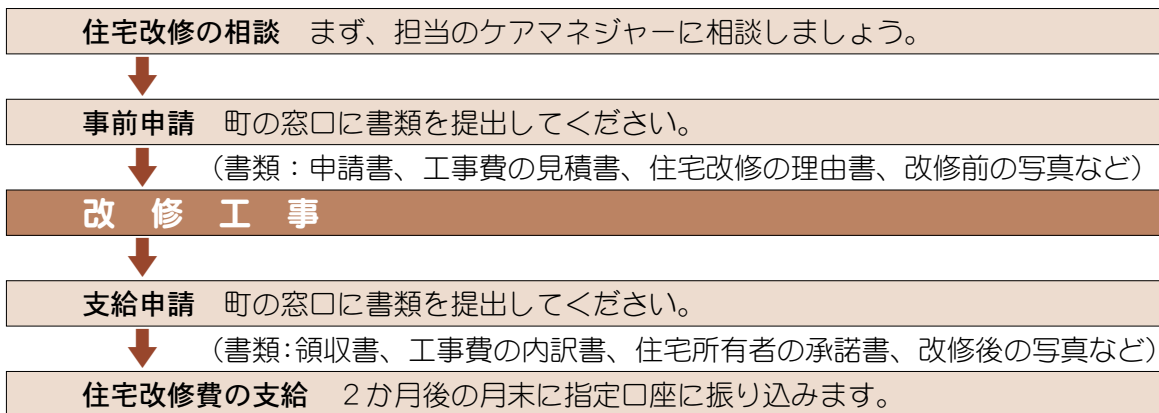 住宅改修の相談　まず、担当のケアマネジャーに相談しましょう。
事前申請　町の窓口に書類を提出してください。
（書類：申請書、工事費の見積書、住宅改修の理由書、改修前の写真など）
改　修　工　事
支給申請　町の窓口に書類を提出してください。
（書類：領収書、工事費の内訳書、住宅所有者の承諾書、改修後の写真など）
住宅改修費の支給　２か月後の月末に指定口座に振り込みます。